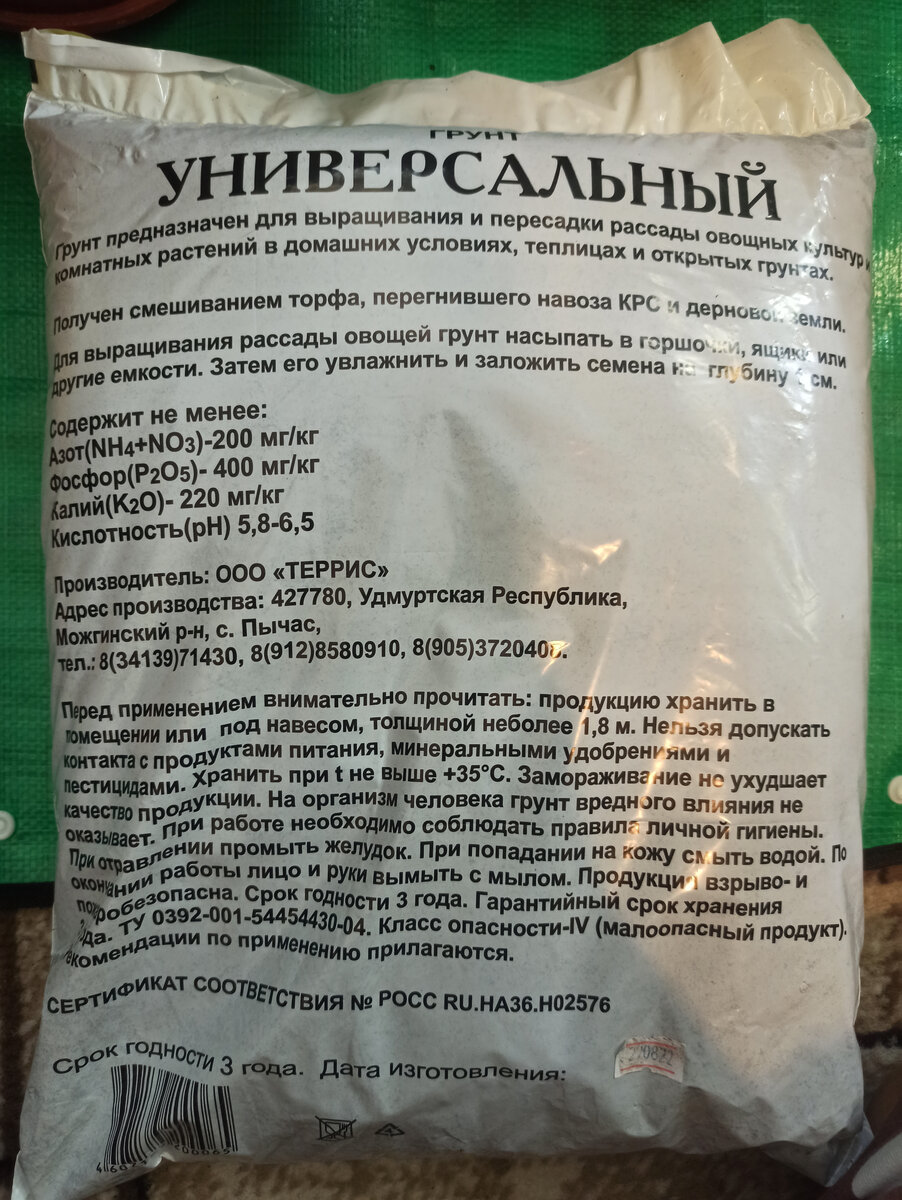 ГРУНТ
УНИВЕРСАЛЬНЫЙ
Грунт предназначен для выращивания и пересадки рассады овощных культур и
комнатных растений в домашних условиях, теплицах и открытых грунтах.
Получен смешиванием торфа, перегнившего навоза КРС и дерновой земли.
Для выращивания рассады овощей грунт насыпать в горшочки, ящики или
другие емкости. Затем его увлажнить и заложить семена на глубину см.
Содержит не менее:
Азот(NH4+NO3)-200 мг/кг
Фосфор(P2O5)- 400 мг/кг
Калий(K2O)- 220 мг/кг
Кислотность(pH) 5,8-6,5
Производитель: ООО «ТЕРРИС»
Адрес производства: 427780, Удмуртская Республика,
Можгинский р-н, с. Пычас,
тел.: 8(34139)71430, 8(912)8580910,
Перед применением внимательно прочитать: продукцию хранить в
помещении или под навесом, толщиной неболее 1,8 м. Нельзя допускать
контакта с продуктами питания, минеральными удобрениями и
пестицидами. Хранить при t не выше +35°С. Замораживание не ухудшает
качество продукции. На организм человека грунт вредного влияния не
оказывает. При работе необходимо соблюдать правила личной гигиены.
При отравлении промыть желудок. При попадании на кожу смыть водой. По
окончании работы лицо и руки вымыть с мылом. Продукция взрыво- и
пожаробезопасна. Срок годности 3 года. Гарантийный срок хранения
года. ТУ 0392-001-54454430-04. Класс опасности-IV (малоопасный продукт).
Рекомендации по применению прилагаются.
СЕРТИФИКАТ СООТВЕТСТВИЯ № РОСС RU.НА36.Н02576
Срок годности 3 года. Дата изготовления: